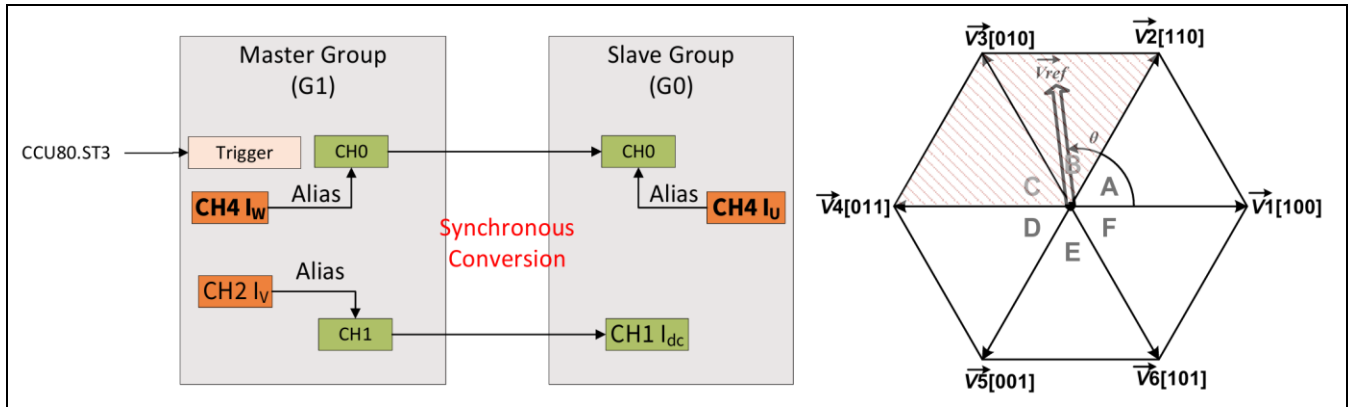 Master Group
(G1)
Slave Group
(G0)
CCU80.ST3
Trigger
CH0
CH0
Alias
Alias
CH4 IW
CH4 IU
Synchronous
Conversion
Alias
CH2 IV
CH1
CH1 Idc
V3[010]
V2[110]
Vref
θ
B
C
A
V4[011]
V1[100]
D
F
E
V5[001]
V6[101]